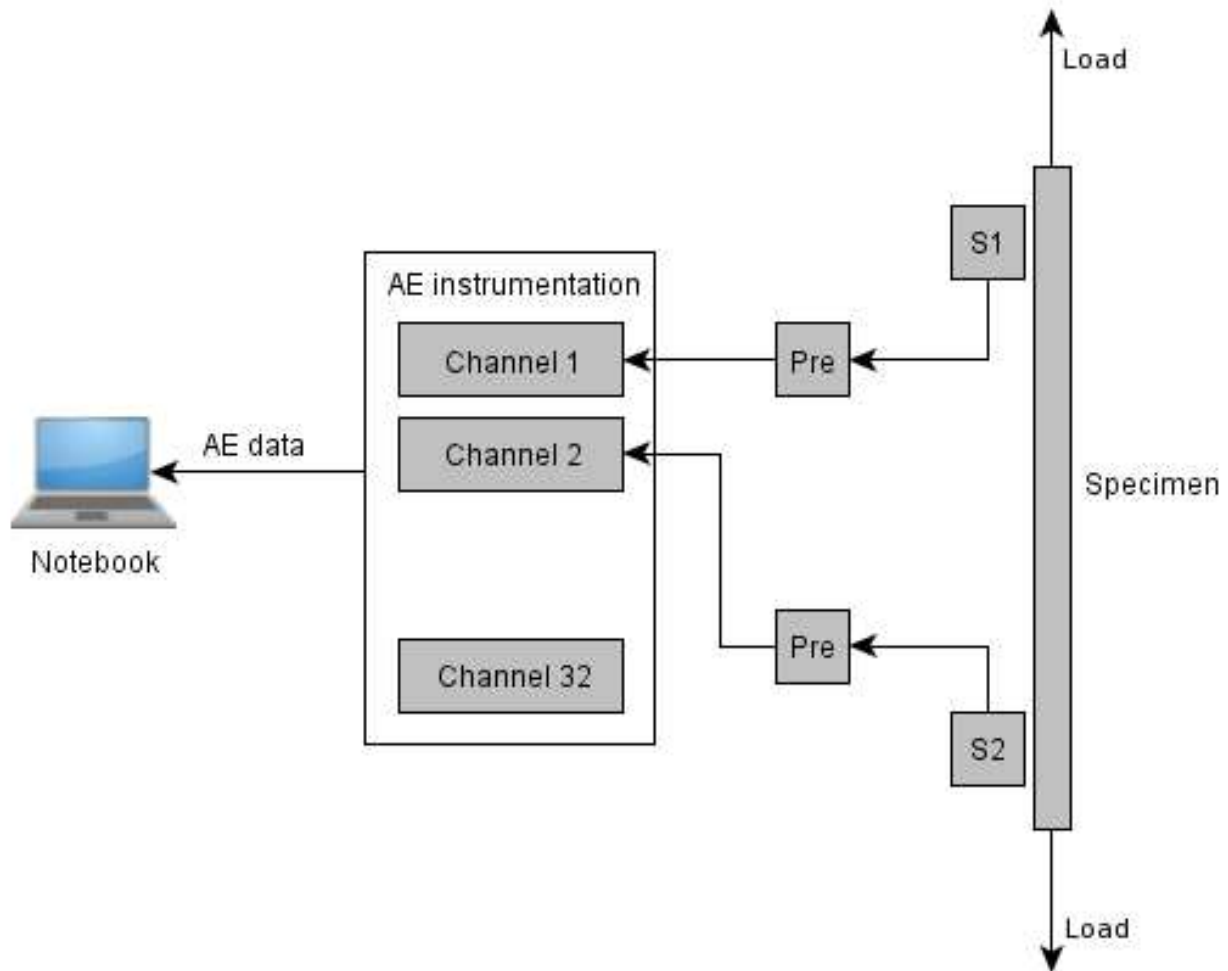 Load
S1
AE instrumentation
Channel 1
Pre
Channel 2
AE data
Specimen
Notebook
Pre
Channel 32
S2
Load